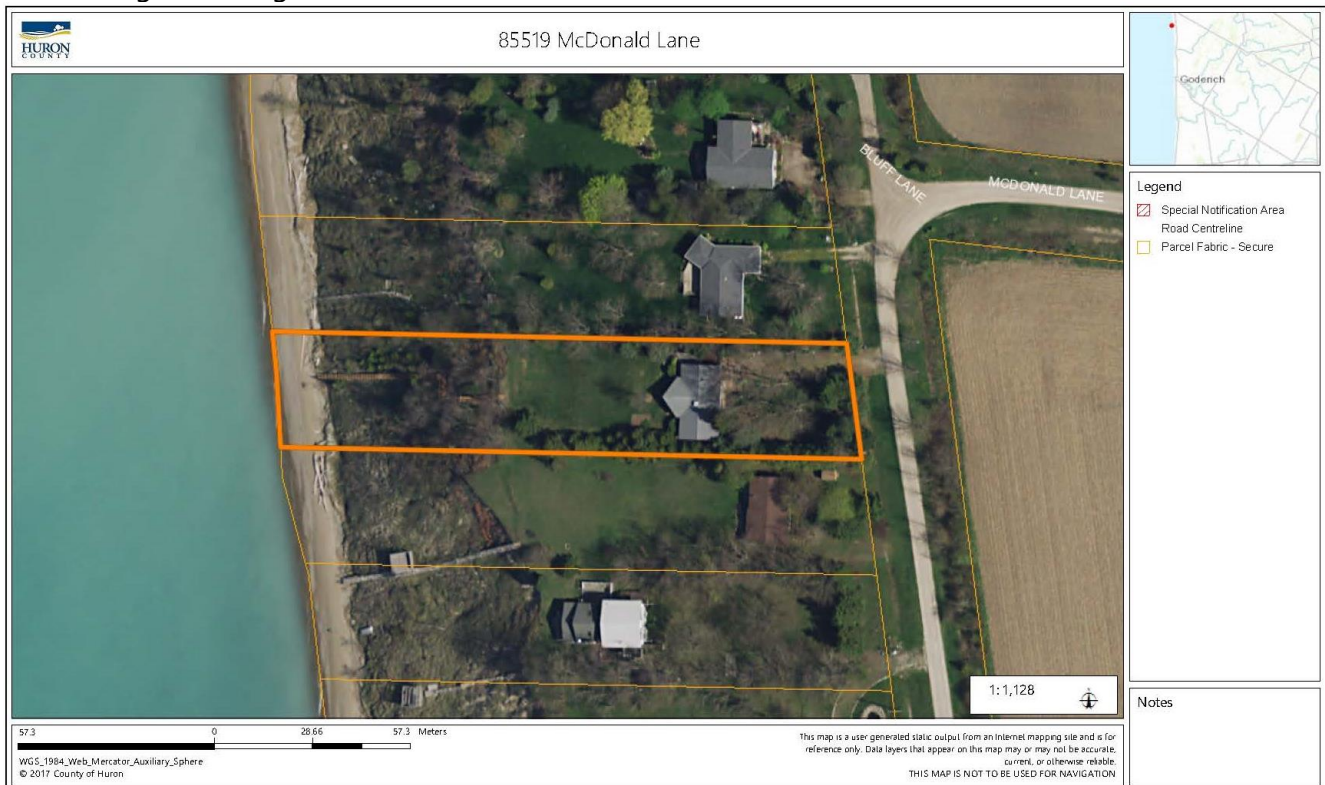 HURON
COUNTY
85519 McDonald Lane
Goderich
BLUFF LANE
MCDONALD LANE
Legend
Special Notification Area
Road Centreline
Parcel Fabric - Secure
1:1,128
Notes
57.3 0 28.66 57.3 Meters
WGS_1984_Web_Mercator_Auxiliary_Sphere
© 2017 County of Huron
This map is a user generated static output from an Internet mapping site and is for
reference only. Data layers that appear on this map may or may not be accurate,
current, or otherwise reliable.
THIS MAP IS NOT TO BE USED FOR NAVIGATION